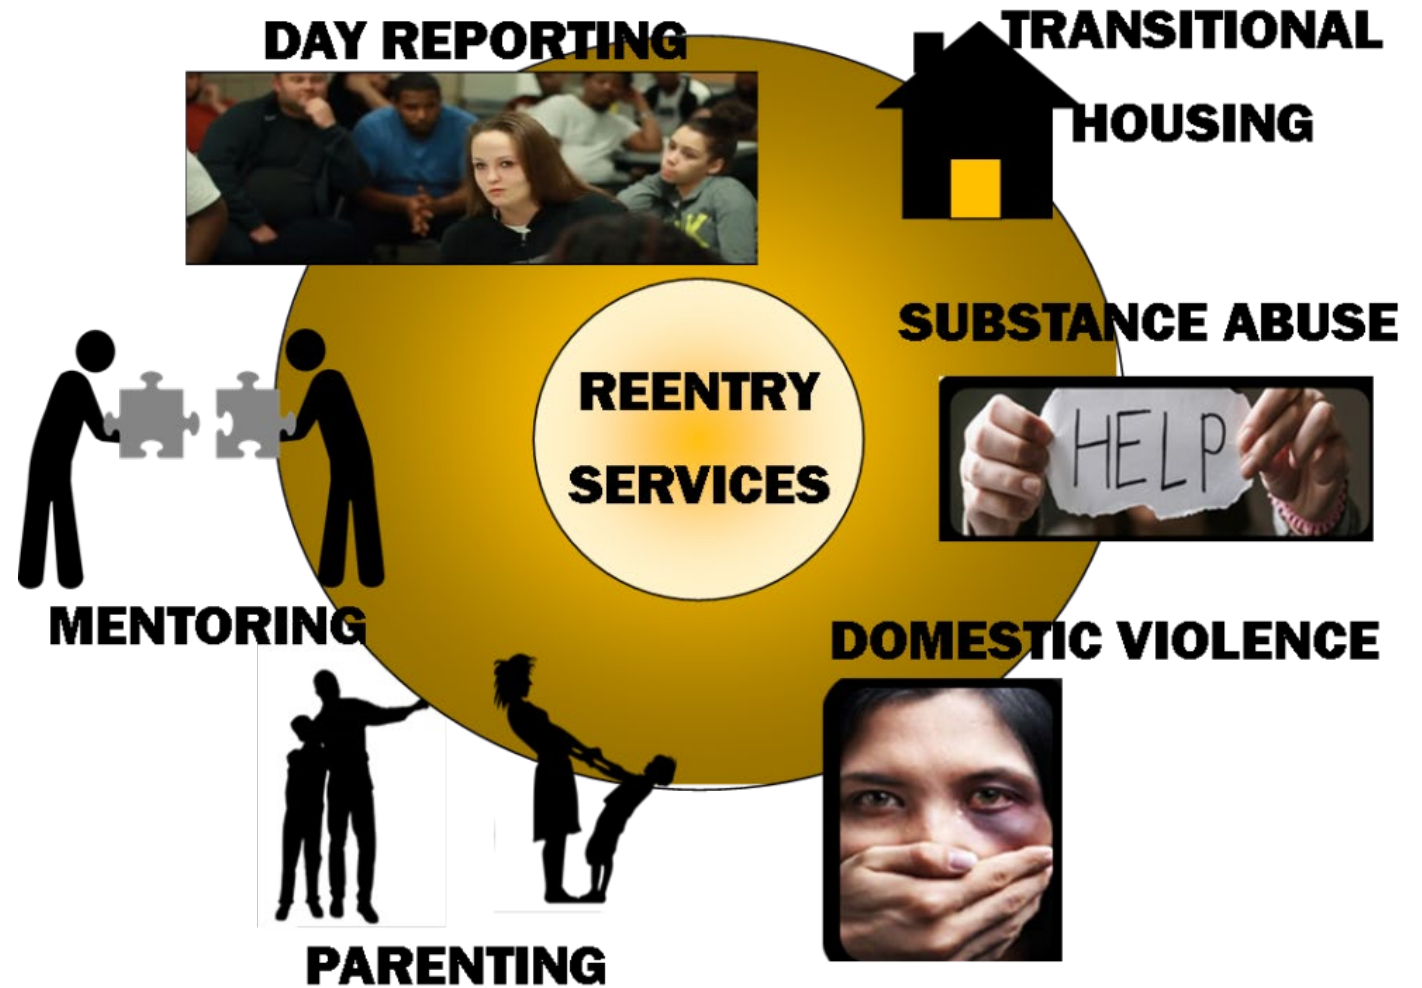 DAY REPORTING
TRANSITIONAL
HOUSING
SUBSTANCE ABUSE
HELP
REENTRY
SERVICES
MENTORING
DOMESTIC VIOLENCE
PARENTING